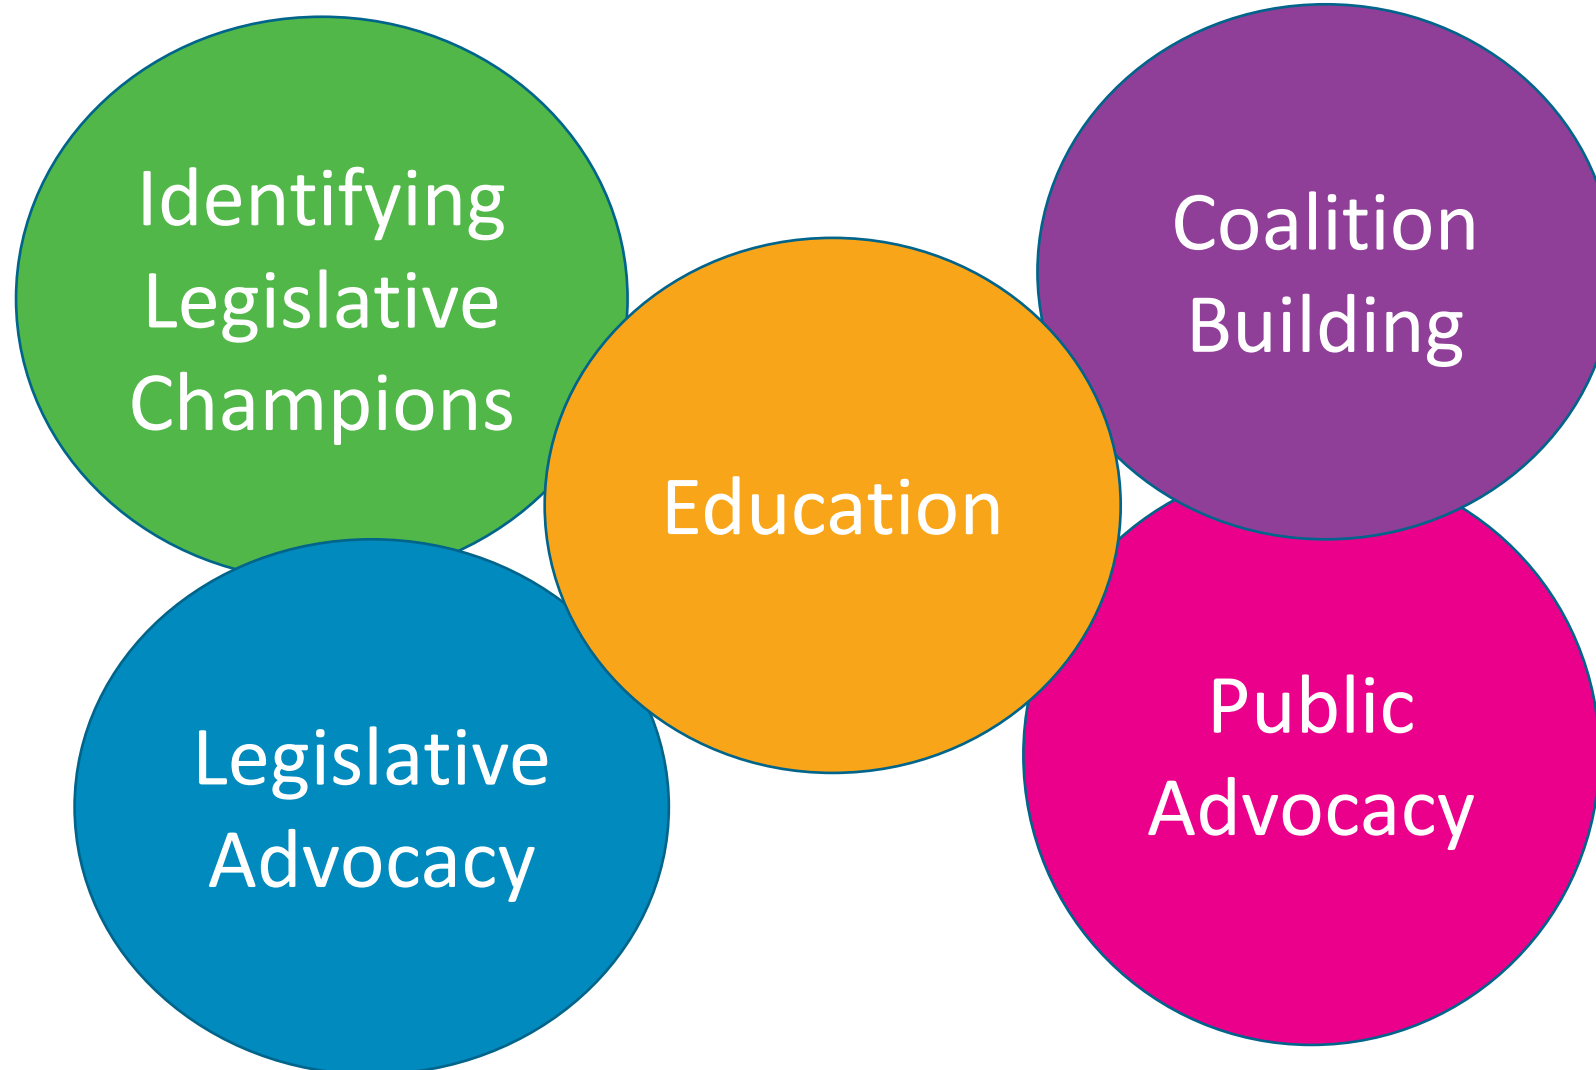 Identifying
Legislative
Champions
Coalition
Building
Education
Legislative
Advocacy
Public
Advocacy